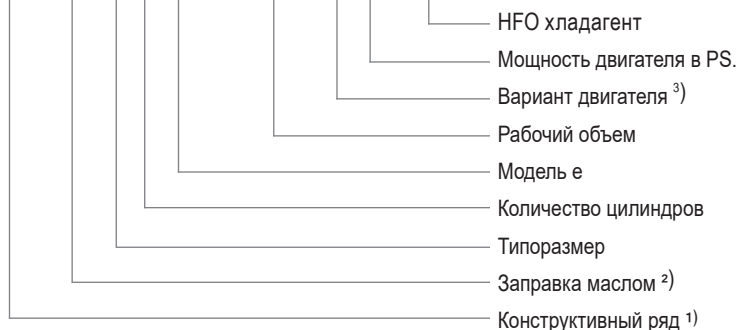 HFO хладагент
Мощность двигателя в PS.
Вариант двигателя ³)
Рабочий объем
Модель e
Количество цилиндров
Типоразмер
Заправка маслом ²)
Конструктивный ряд ¹)